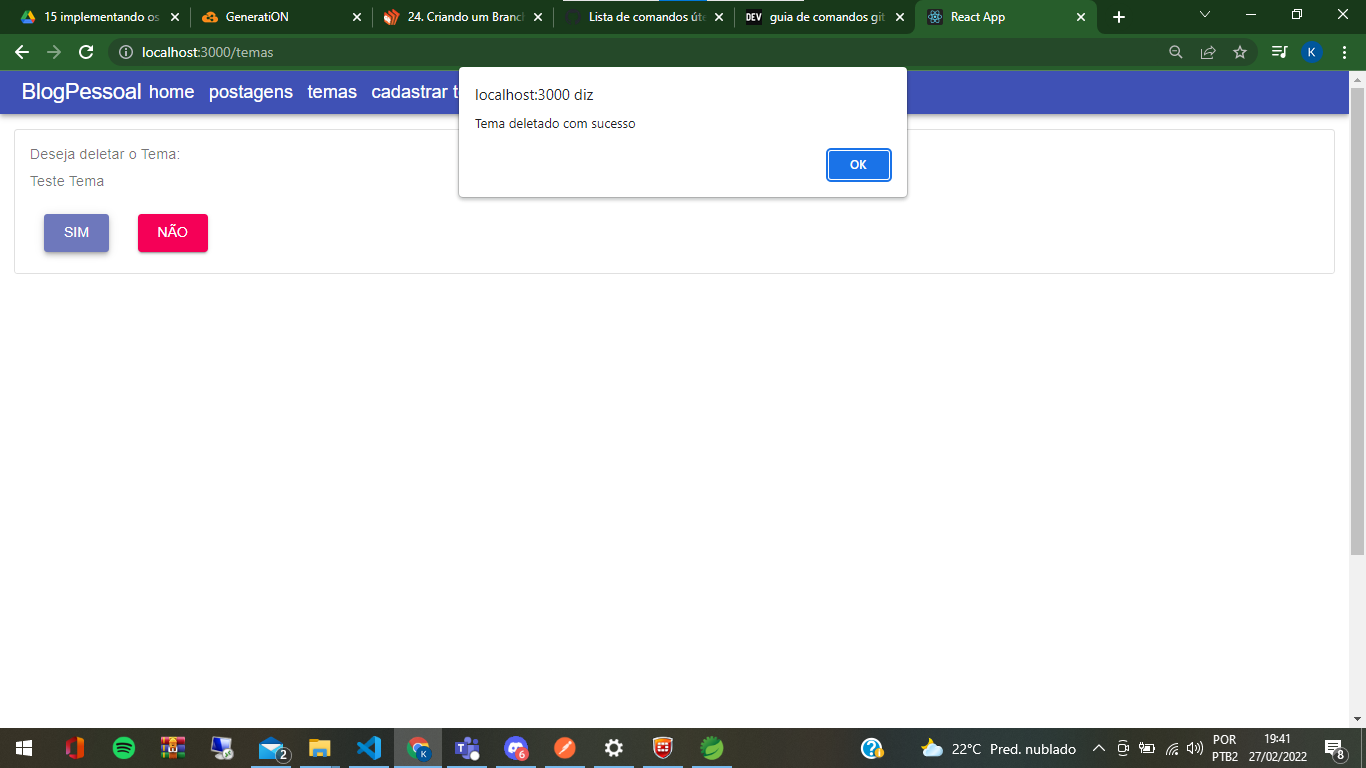 15 implementando os
GeneratiON
24. Criando um Branch
Lista de comandos úte
DEV guia de comandos git
React App
localhost:3000/temas
K
BlogPessoal home postagens temas cadastrar t
localhost:3000 diz
Tema deletado com sucesso
OK
Deseja deletar o Tema:
Teste Tema
SIM NÃO
2
K
6
22°C Pred. nublado
POR
PTB2
19:41
27/02/2022
8